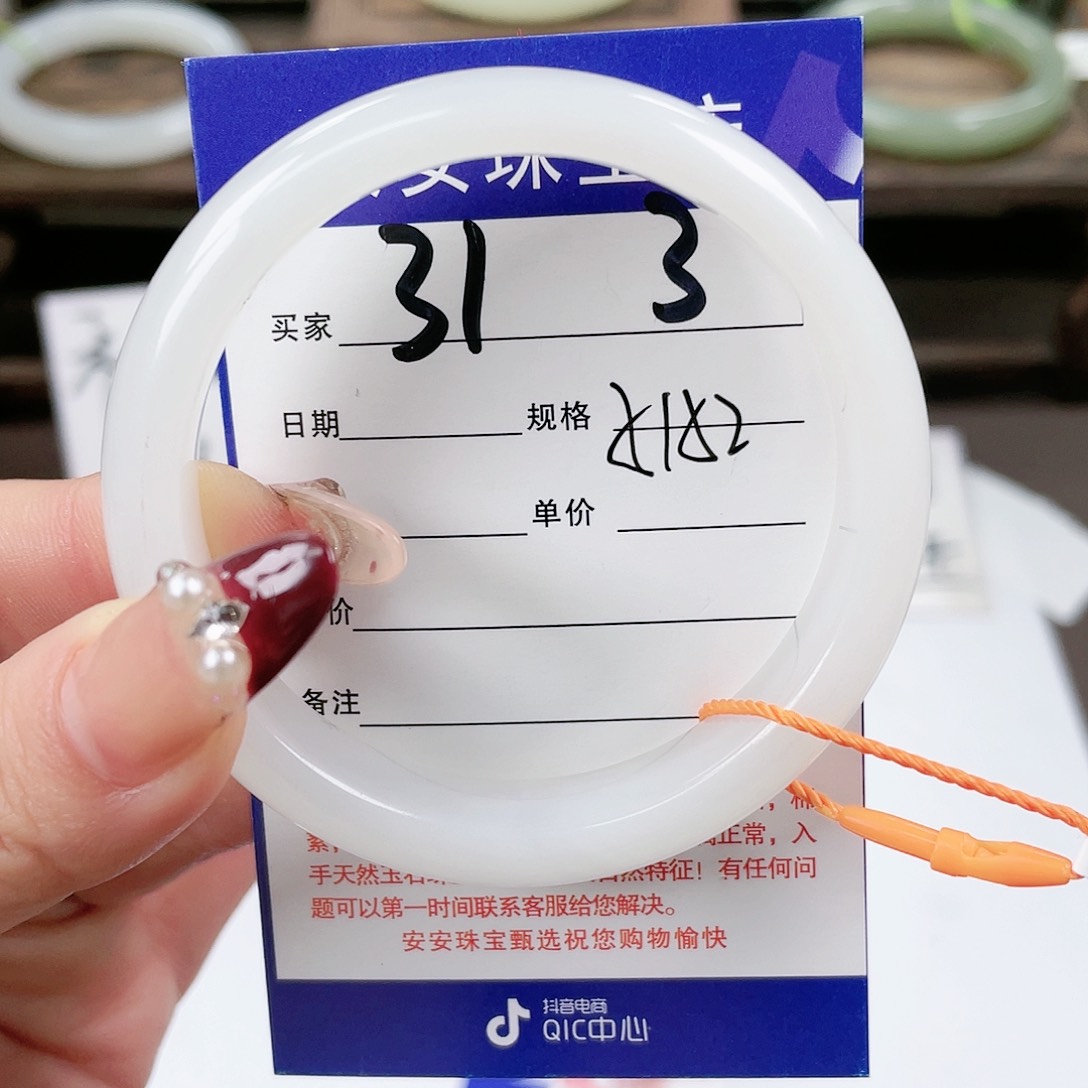 安珠宝
买家 31 3
日期 规格
单价
价
备注
正常，入
手天然玉石
然特征！有任何问
题可以第一时间联系客服给您解决。
安安珠宝甄选祝您购物愉快
抖音电商
QIC中心